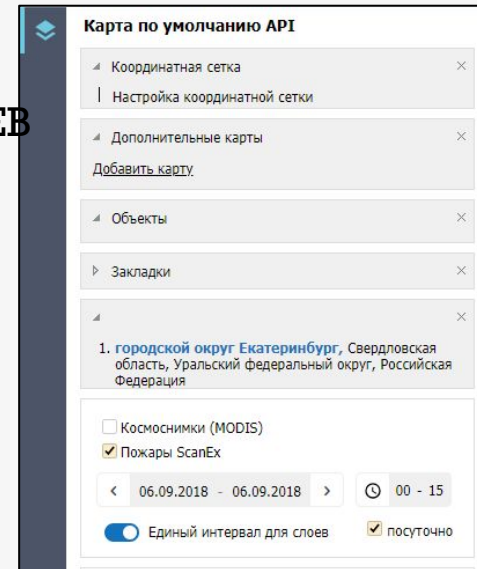 Карта по умолчанию API
Координатная сетка
Настройка координатной сетки
ЕВ
Дополнительные карты
Добавить карту
Объекты
Закладки
1. городской округ Екатеринбург, Свердловская
область, Уральский федеральный округ, Российская
Федерация
Космоснимки (MODIS)
Пожары ScanEx
06.09.2018 - 06.09.2018
00 - 15
Единый интервал для слоев
посуточно